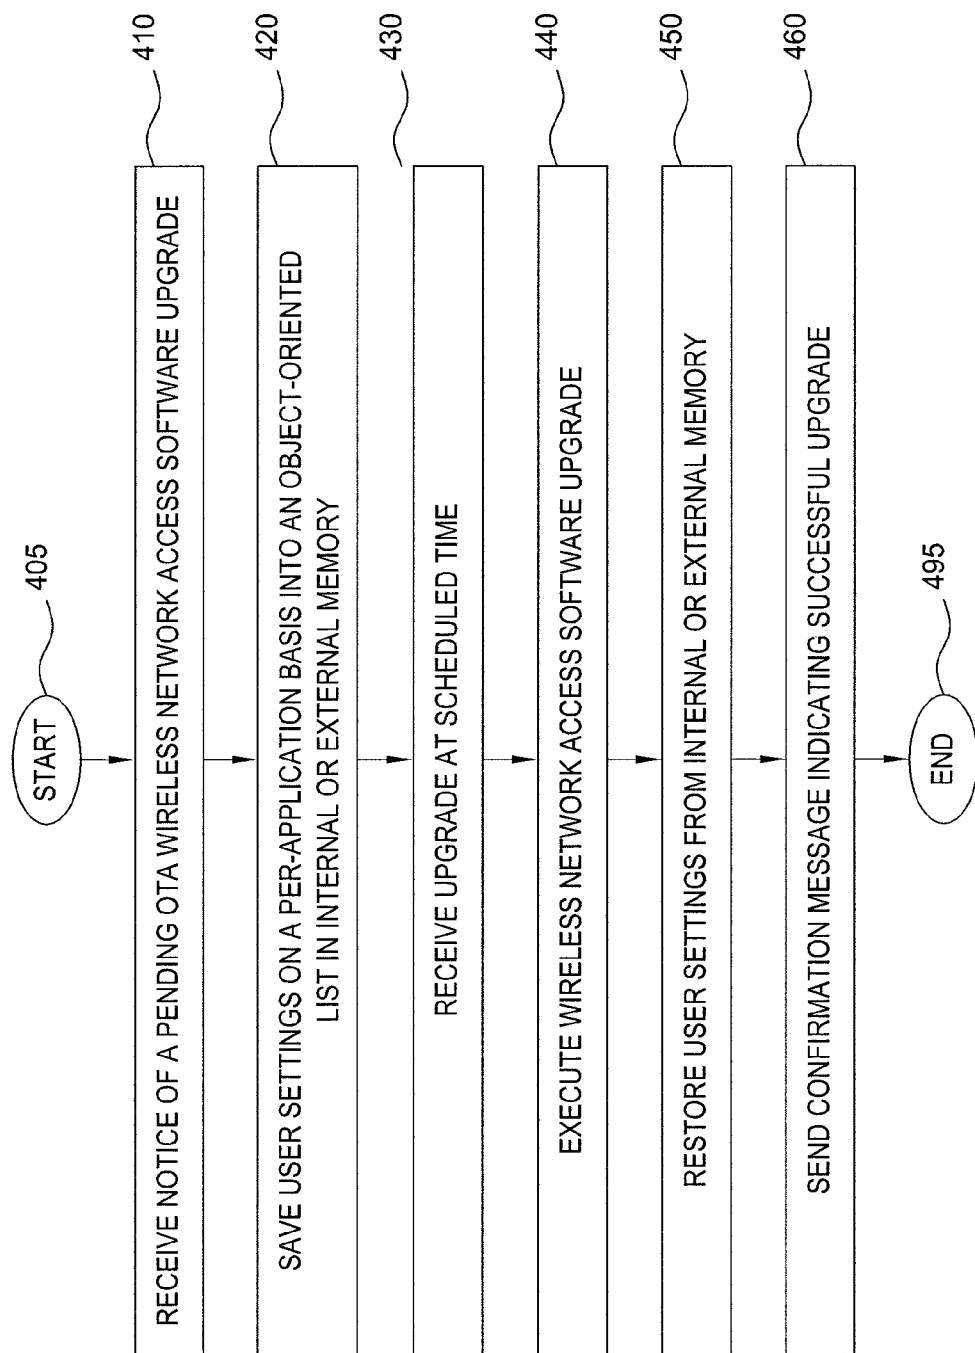 START
405
RECEIVE NOTICE OF A PENDING OTA WIRELESS NETWORK ACCESS SOFTWARE UPGRADE
410
SAVE USER SETTINGS ON A PER-APPLICATION BASIS INTO AN OBJECT-ORIENTED
LIST IN INTERNAL OR EXTERNAL MEMORY
420
RECEIVE UPGRADE AT SCHEDULED TIME
430
EXECUTE WIRELESS NETWORK ACCESS SOFTWARE UPGRADE
440
RESTORE USER SETTINGS FROM INTERNAL OR EXTERNAL MEMORY
450
SEND CONFIRMATION MESSAGE INDICATING SUCCESSFUL UPGRADE
460
END
495